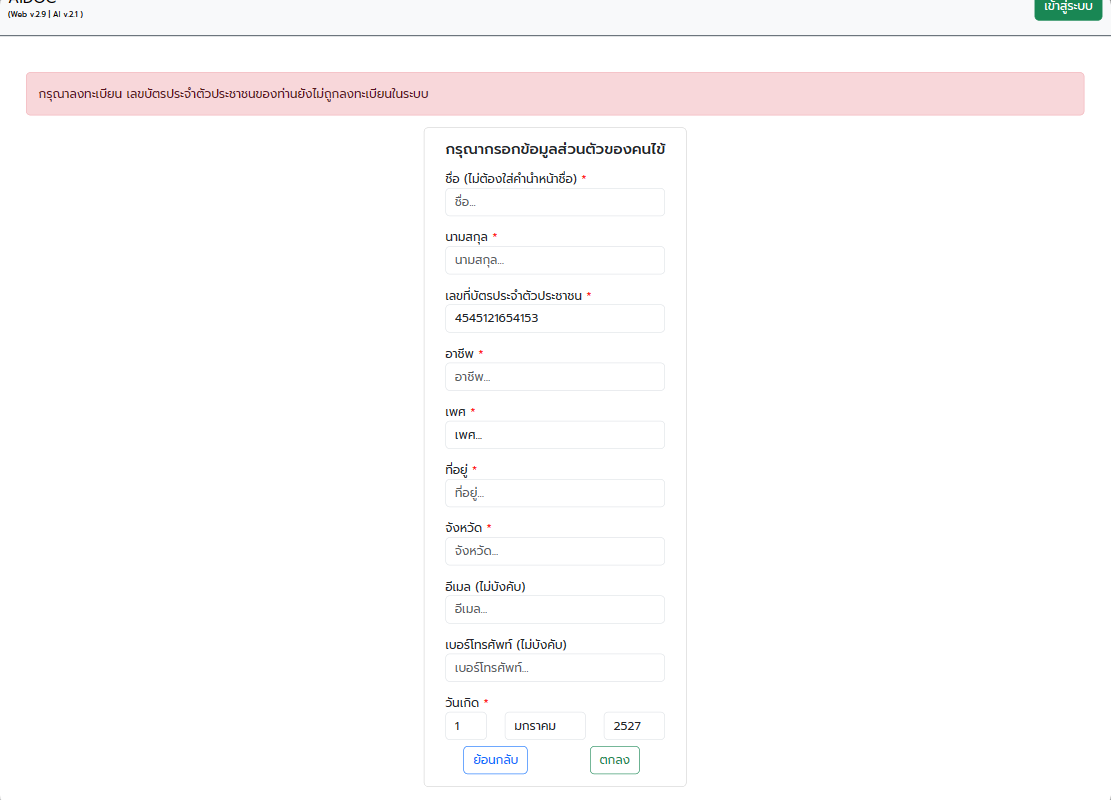 AIDOC
(Web v.2.9 | AI v.2.1 )
เข้าสู่ระบบ
กรุณาลงทะเบียน เลขบัตรประจำตัวประชาชนของท่านยังไม่ถูกลงทะเบียนในระบบ
กรุณากรอกข้อมูลส่วนตัวของคนไข้
ชื่อ (ไม่ต้องใส่คำนำหน้าชื่อ) *
ชื่อ...
นามสกุล *
นามสกุล...
เลขที่บัตรประจำตัวประชาชน *
4545121654153
อาชีพ *
อาชีพ...
เพศ *
เพศ...
ที่อยู่ *
ที่อยู่...
จังหวัด *
จังหวัด...
อีเมล (ไม่บังคับ)
อีเมล...
เบอร์โทรศัพท์ (ไม่บังคับ)
เบอร์โทรศัพท์...
วันเกิด *
1 มกราคม 2527
ย้อนกลับ ตกลง